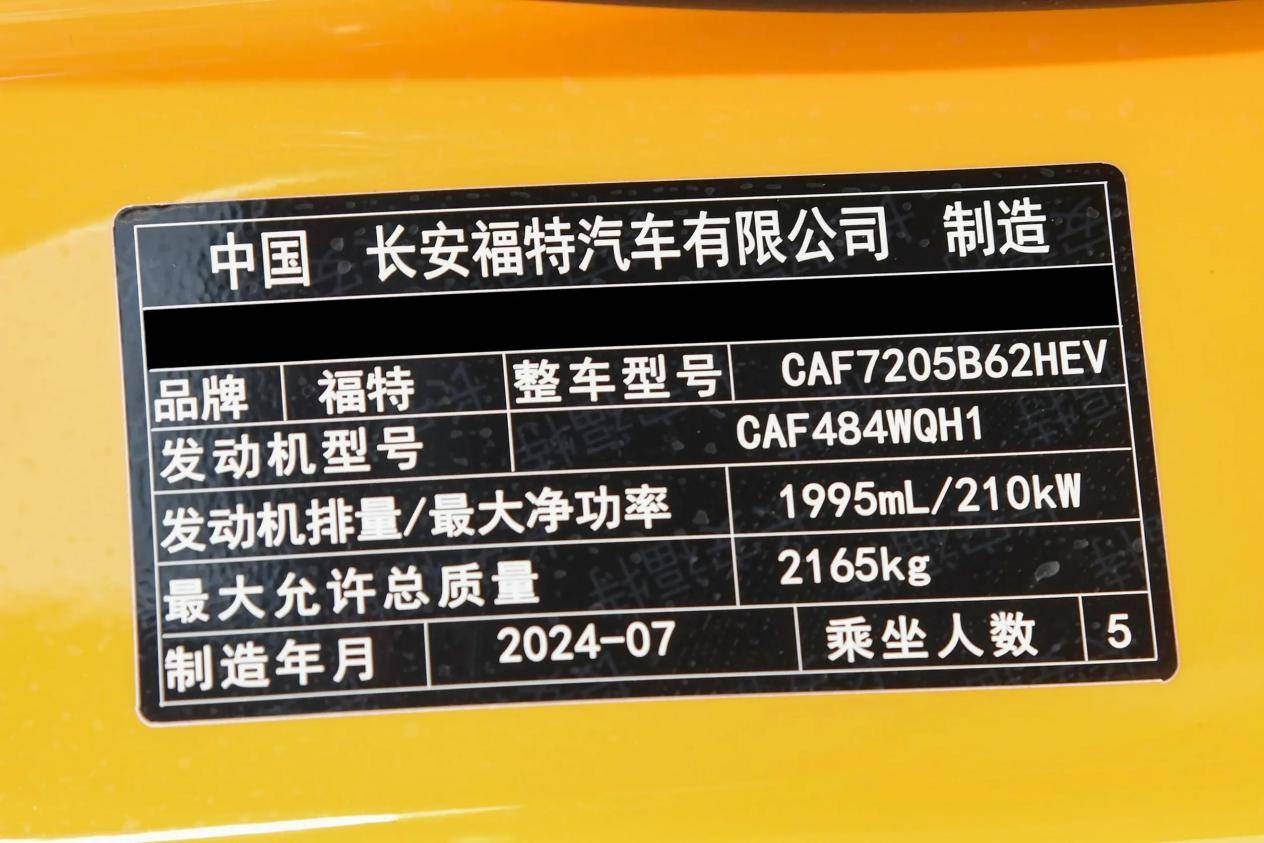 中国 长安福特汽车有限公司 制造
品牌 福特 整车型号 CAF7205B62HEV
发动机型号 CAF484WQH1
发动机排量/最大净功率 1995mL/210kW
最大允许总质量 2165kg
制造年月 2024-07 乘坐人数 5